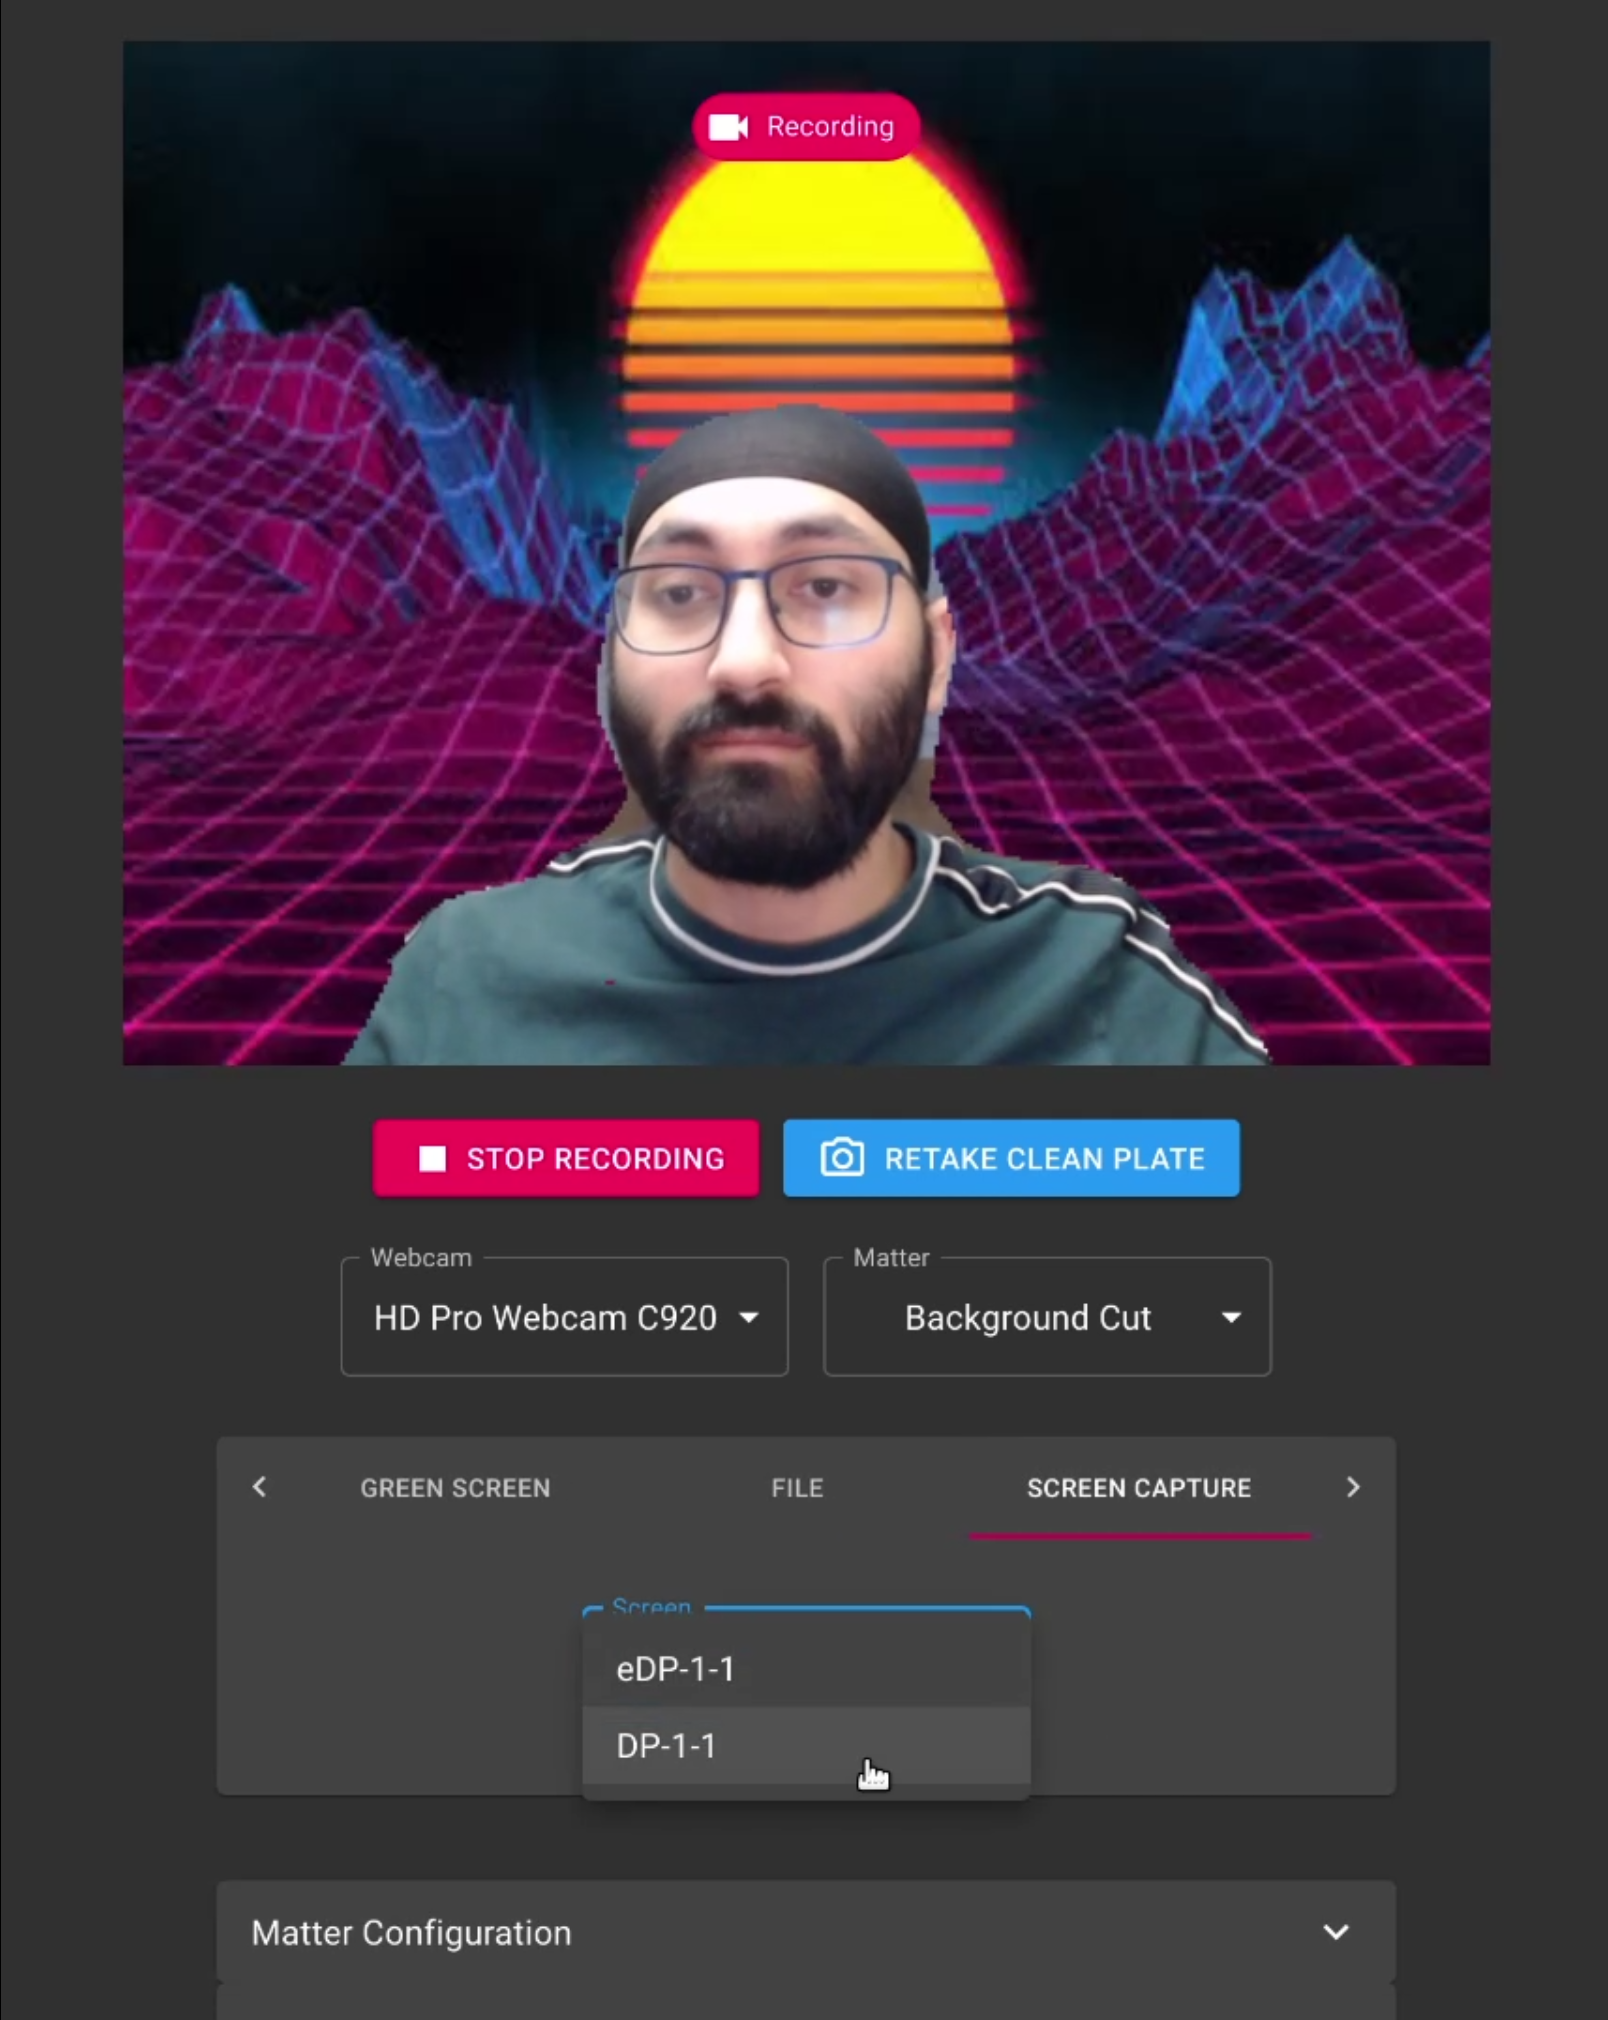 Recording
STOP RECORDING
RETAKE CLEAN PLATE
Webcam
Matter
HD Pro Webcam C920
Background Cut
GREEN SCREEN
FILE
SCREEN CAPTURE
Screen
eDP-1-1
DP-1-1
Matter Configuration